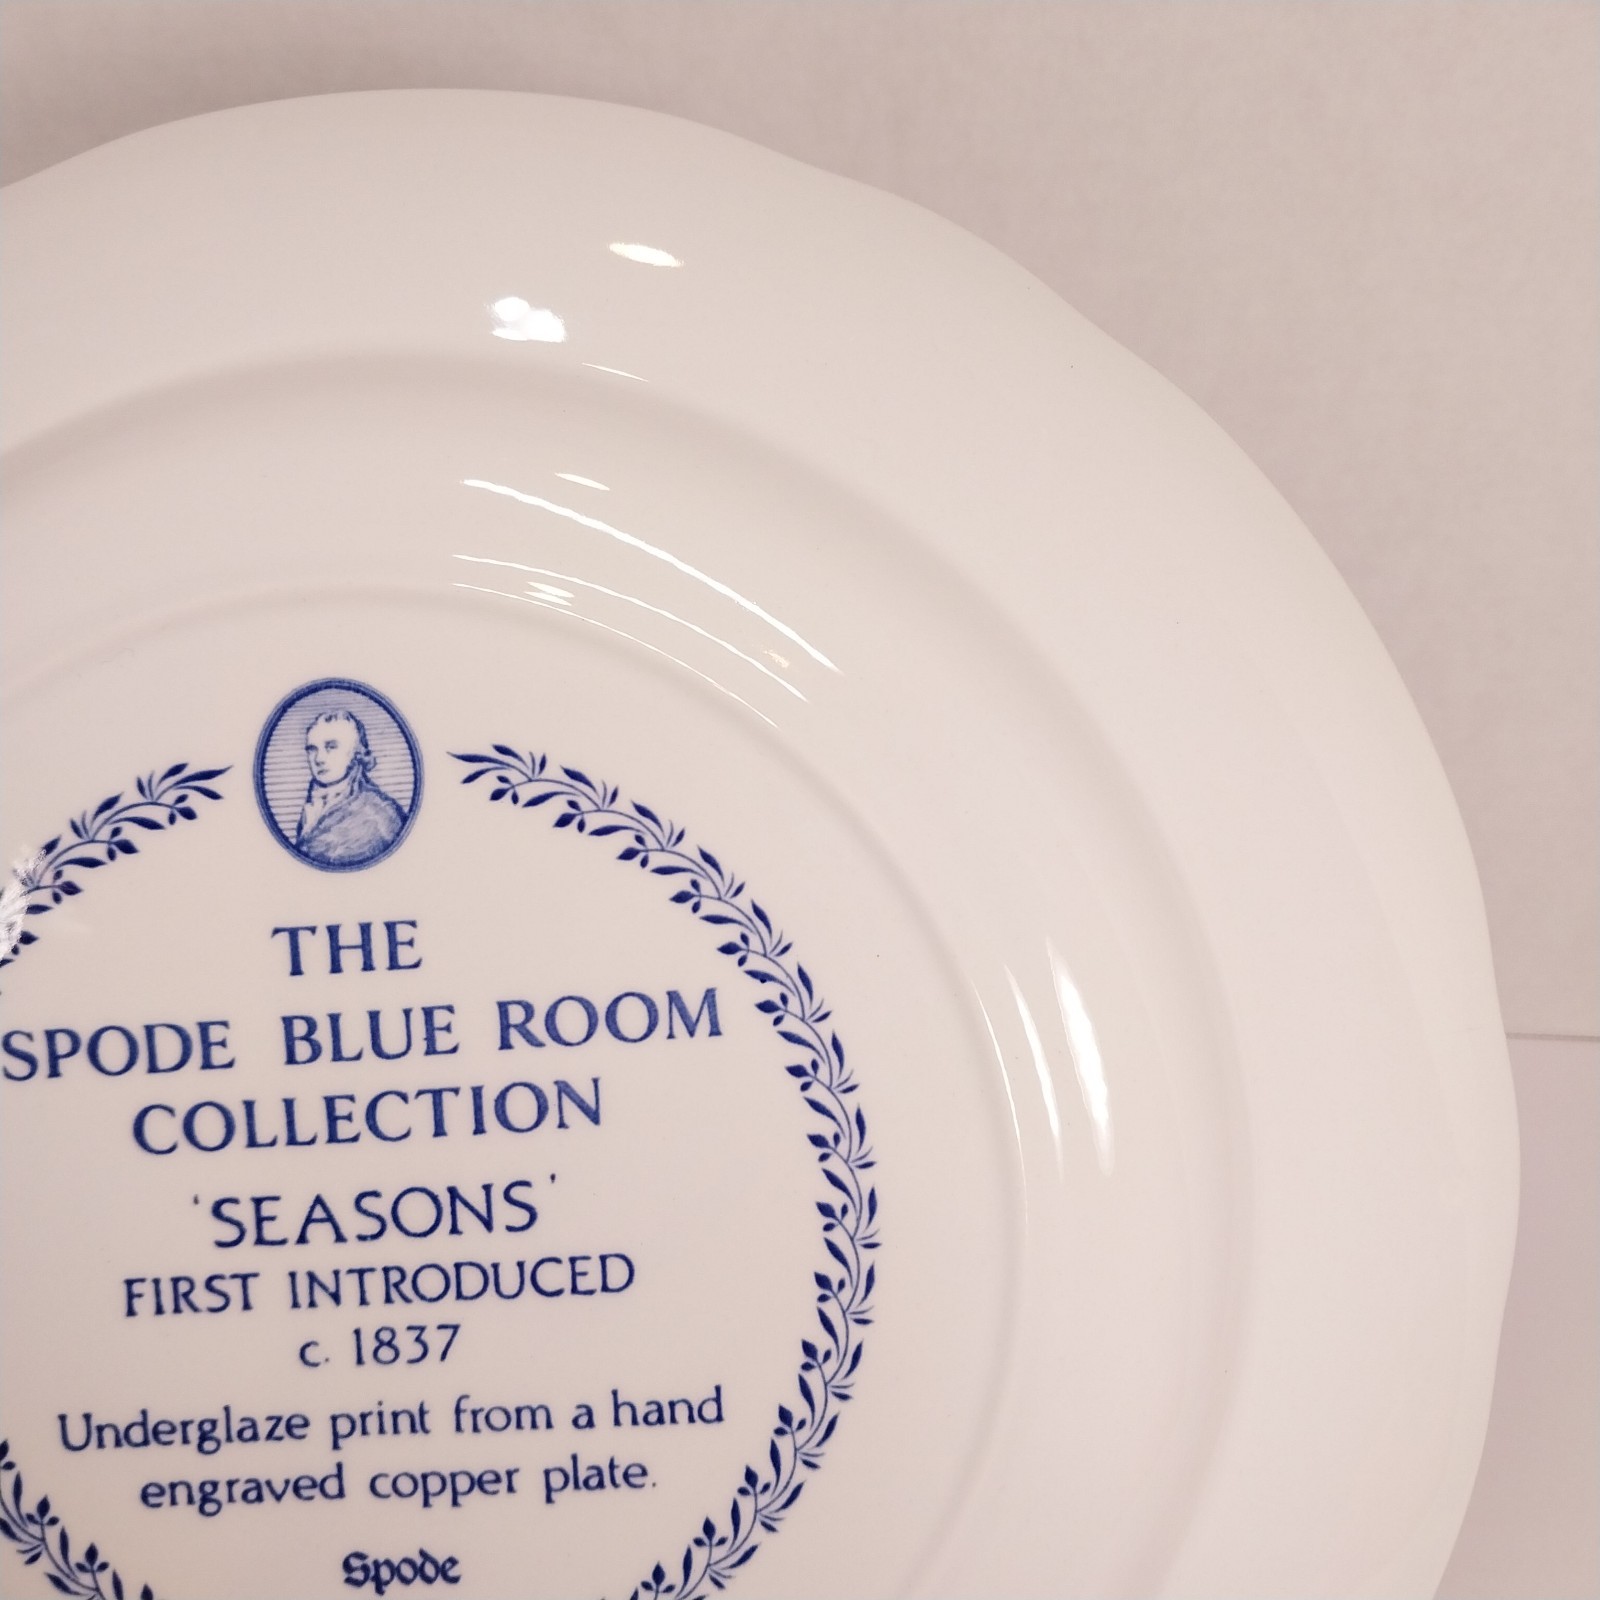 THE
SPODE BLUE ROOM
COLLECTION
'SEASONS'
FIRST INTRODUCED
c. 1837
Underglaze print from a hand
engraved copper plate.
Spode